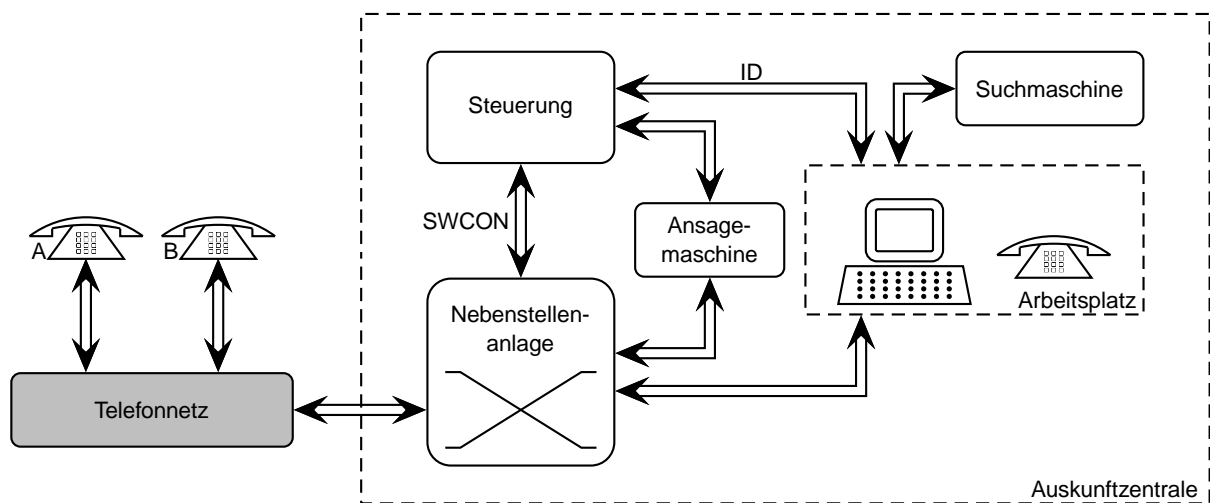 ID
Steuerung
Suchmaschine
SWCON
A
B
Ansage-
maschine
Nebenstellen-
anlage
Arbeitsplatz
Telefonnetz
Auskunftzentrale